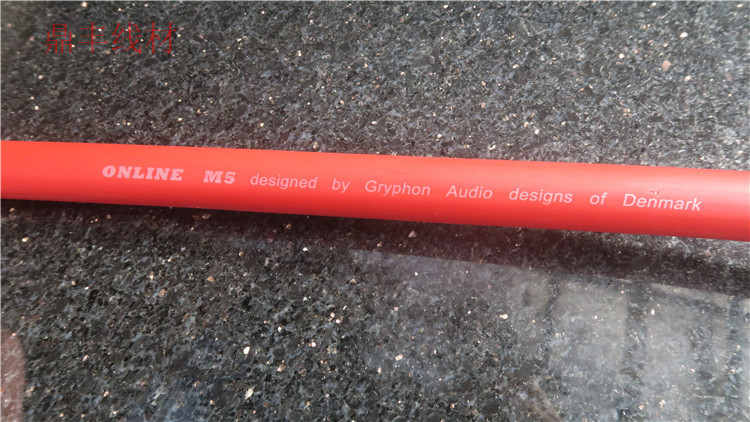 鼎丰线材
ONLINE M5 designed by Gryphon Audio designs of Denmark